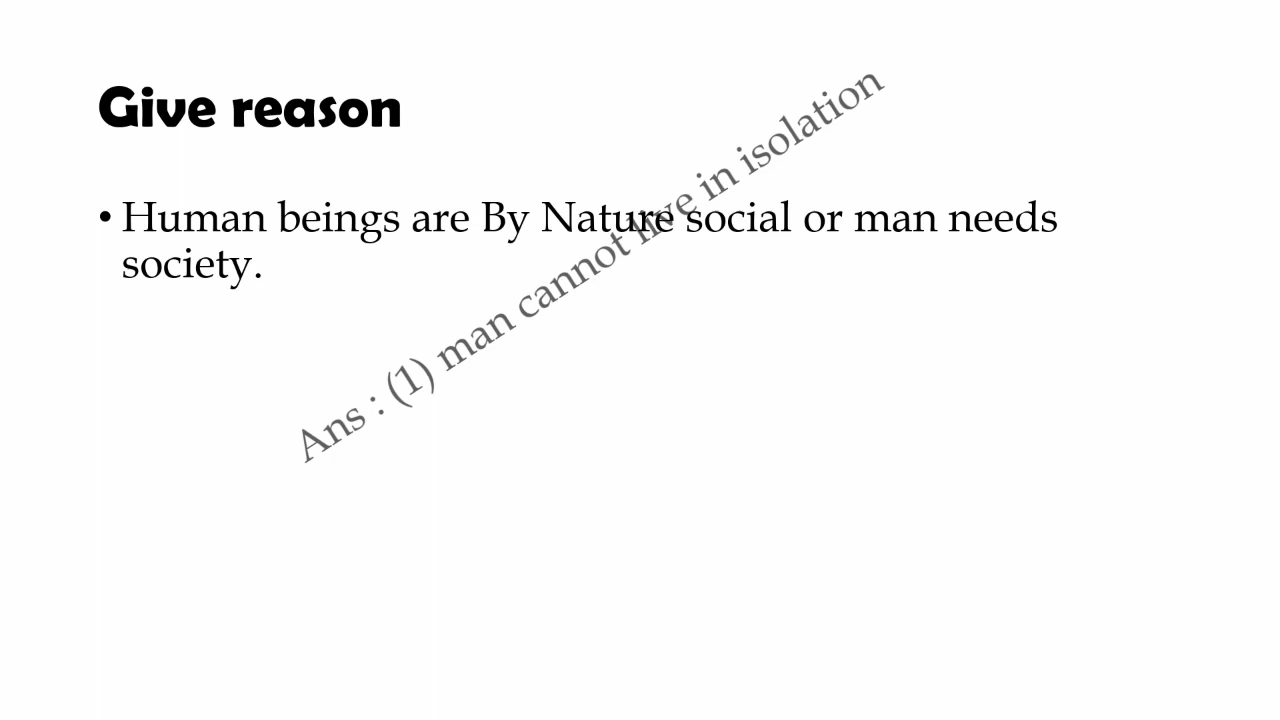 Give reason
• Human beings are By Nature social or man needs
society.
Ans : (1) man cannot live in isolation